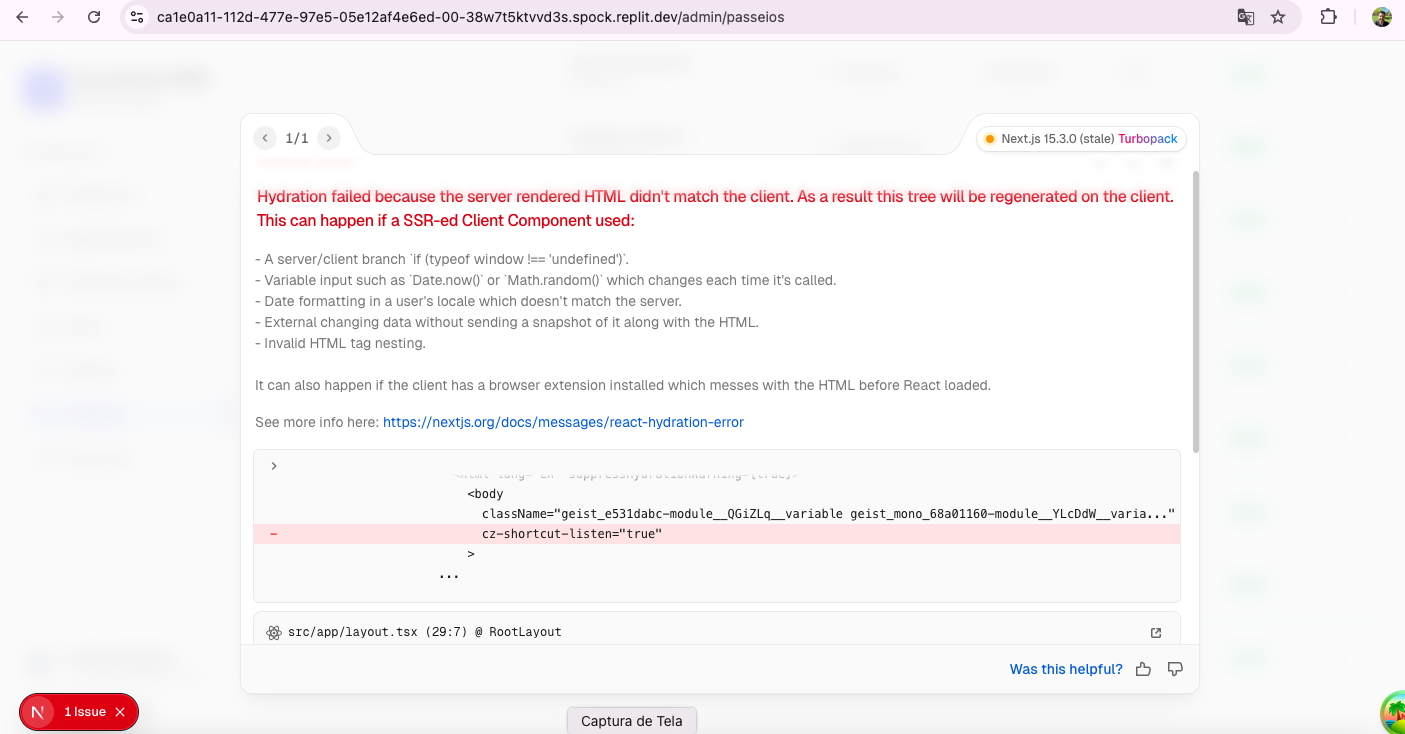 ca1e0a11-112d-477e-97e5-05e12af4e6ed-00-38w7t5ktvvd3s.spock.replit.dev/admin/passeios
1/1
Next.js 15.3.0 (stale) Turbopack
Hydration failed because the server rendered HTML didn't match the client. As a result this tree will be regenerated on the client.
This can happen if a SSR-ed Client Component used:
- A server/client branch `if (typeof window !== 'undefined')`.
- Variable input such as `Date.now()` or `Math.random()` which changes each time it's called.
- Date formatting in a user's locale which doesn't match the server.
- External changing data without sending a snapshot of it along with the HTML.
- Invalid HTML tag nesting.
It can also happen if the client has a browser extension installed which messes with the HTML before React loaded.
See more info here: https://nextjs.org/docs/messages/react-hydration-error
<html lang="en" suppressHydrationWarning={true}>
<body
className="geist_e531dabc-module__QGiZLq__variable geist_mono_68a01160-module__YLcDdW__varia..."
- cz-shortcut-listen="true"
>
...
src/app/layout.tsx (29:7) @ RootLayout
Was this helpful?
N 1 Issue
Captura de Tela